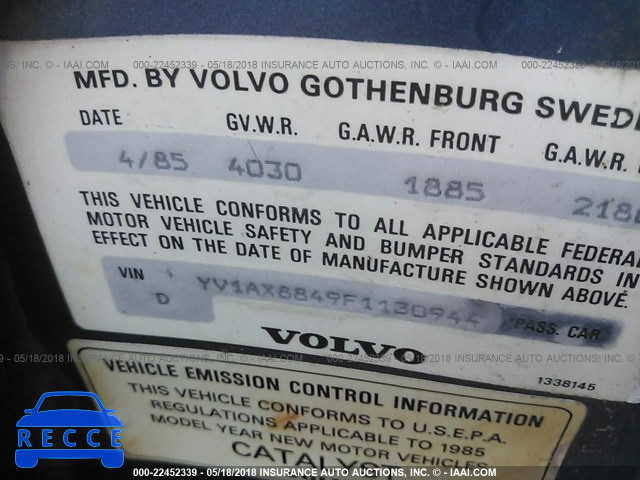 000-22452339 - 05/18/2018 INSURANCE AUTO AUCTIONS, INC. © - IAAI.COM
MFD. BY VOLVO GOTHENBURG SWEDE
DATE GV.W.R. G.A.W.R. FRONT G.A.W.R.
4/85 4030 1885 218
THIS VEHICLE CONFORMS TO ALL APPLICABLE FEDERAL
MOTOR VEHICLE SAFETY AND BUMPER STANDARDS IN
EFFECT ON THE DATE OF MANUFACTURE SHOWN ABOVE.
VIN YV1AX8849F1130944 PASS. CAR
D
VOLVO
1338145
VEHICLE EMISSION CONTROL INFORMATION
THIS VEHICLE CONFORMS TO U.S.E.P.A.
REGULATIONS APPLICABLE TO 1985
MODEL YEAR NEW MOTOR VEHICLES
CATALYST
RECCE
000-22452339 - 05/18/2018 INSURANCE AUTO AUCTIONS, INC. © - IAAI.COM